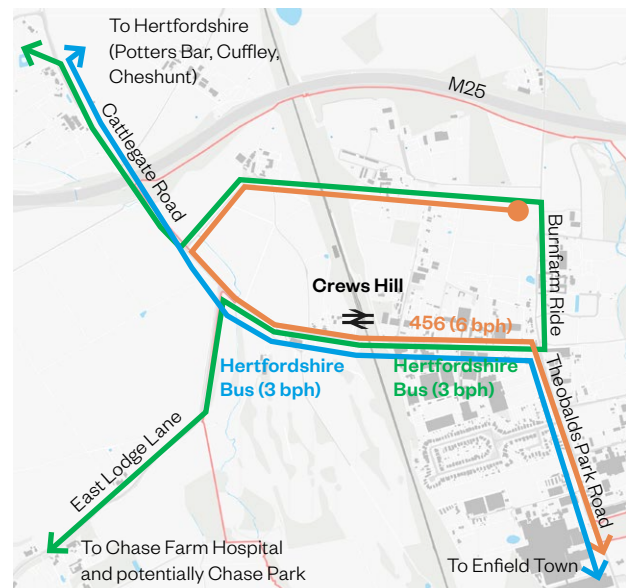 To Hertfordshire
(Potters Bar, Cuffley,
Cheshunt)
M25
Cattlegate Road
Burnfarm Ride
Crews Hill
456 (6 bph)
Hertfordshire
Bus (3 bph)
Hertfordshire
Bus (3 bph)
Theobalds Park Road
East Lodge Lane
To Chase Farm Hospital
and potentially Chase Park
To Enfield Town